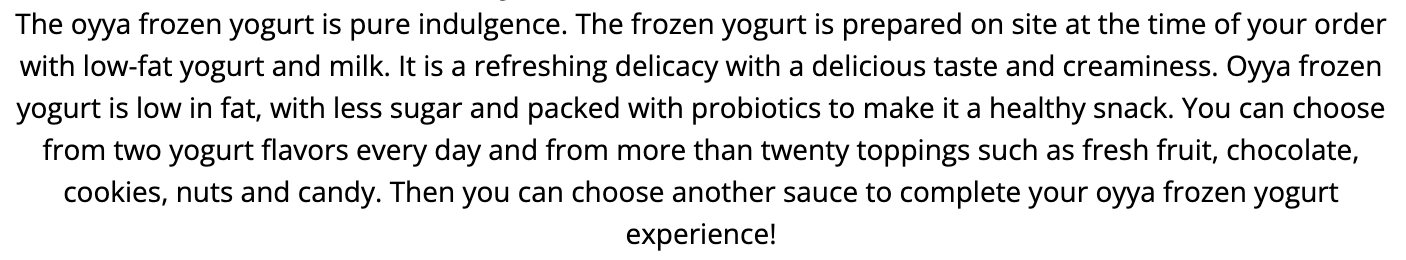 The oyya frozen yogurt is pure indulgence. The frozen yogurt is prepared on site at the time of your order
with low-fat yogurt and milk. It is a refreshing delicacy with a delicious taste and creaminess. Oyya frozen
yogurt is low in fat, with less sugar and packed with probiotics to make it a healthy snack. You can choose
from two yogurt flavors every day and from more than twenty toppings such as fresh fruit, chocolate,
cookies, nuts and candy. Then you can choose another sauce to complete your oyya frozen yogurt
experience!